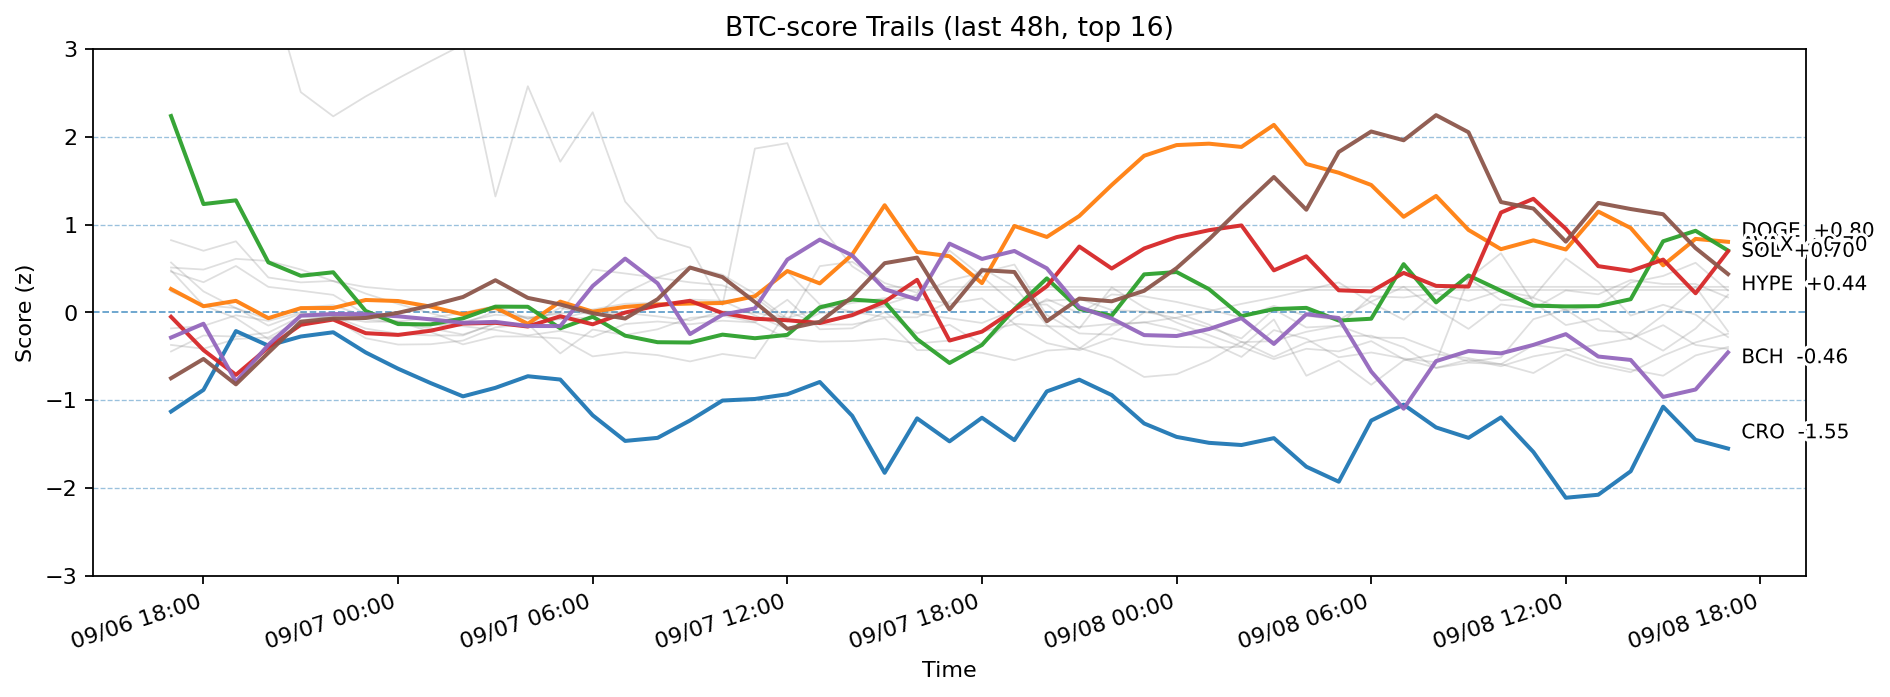 BTC-score Trails (last 48h, top 16)
3
2
1
0
−1
−2
−3
Score (z)
DOGE +0.80
SOL +0.70
HYPE +0.44
BCH -0.46
CRO -1.55
09/06 18:00
09/07 00:00
09/07 06:00
09/07 12:00
09/07 18:00
09/08 00:00
09/08 06:00
09/08 12:00
09/08 18:00
Time